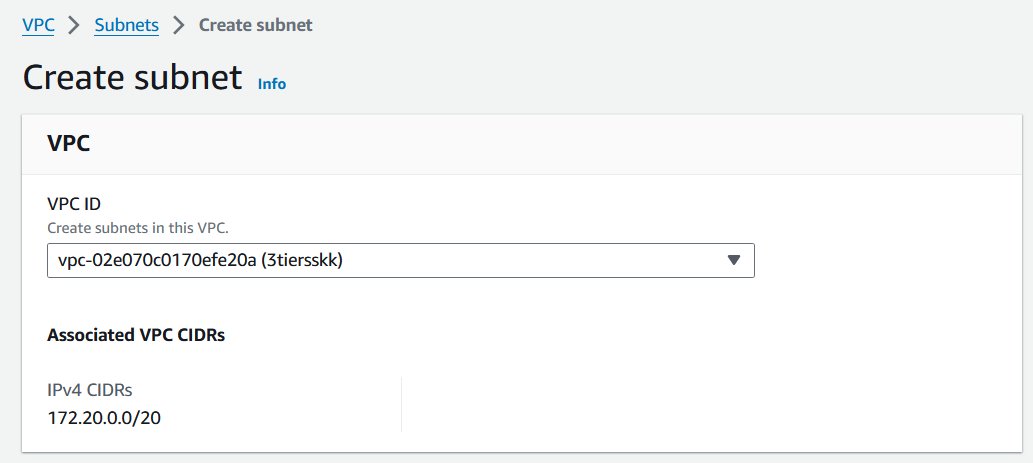 VPC > Subnets > Create subnet
Create subnet Info
VPC
VPC ID
Create subnets in this VPC.
vpc-02e070c0170efe20a (3tiersskk)
Associated VPC CIDRs
IPv4 CIDRs
172.20.0.0/20